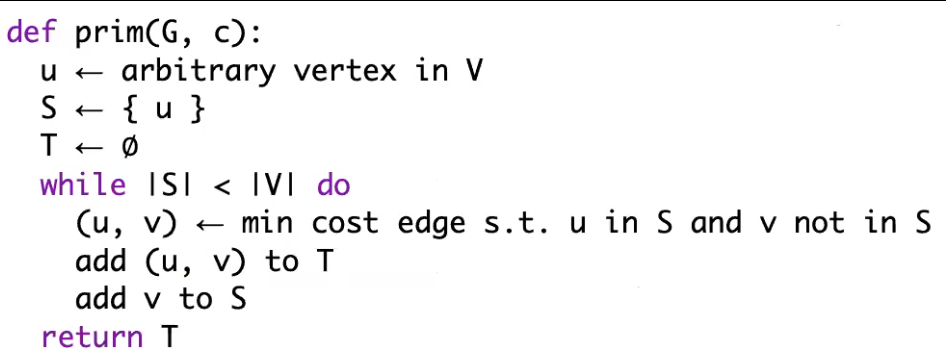 def prim(G, c):
u ← arbitrary vertex in V
S ← { u }
T ← ∅
while |S| < |V| do
(u, v) ← min cost edge s.t. u in S and v not in S
add (u, v) to T
add v to S
return T